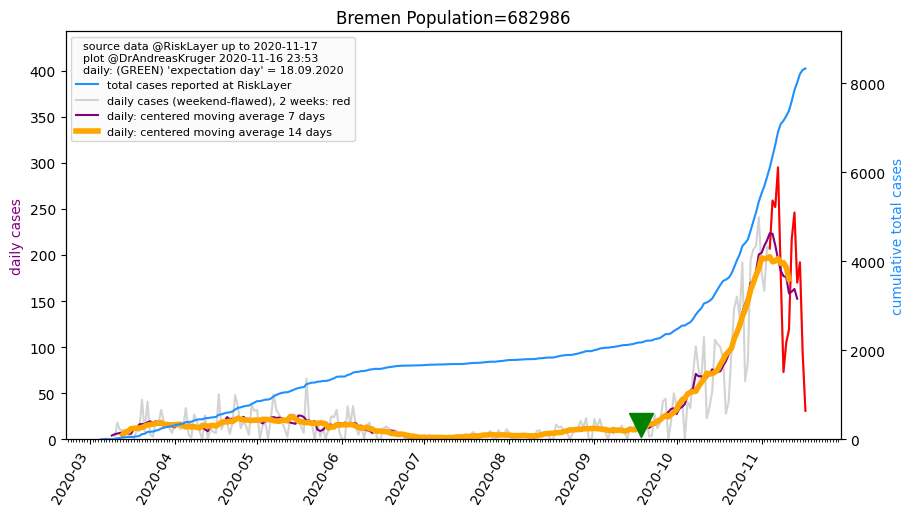 Bremen Population=682986
source data @RiskLayer up to 2020-11-17
plot @DrAndreasKruger 2020-11-16 23:53
daily: (GREEN) 'expectation day' = 18.09.2020
total cases reported at RiskLayer
daily cases (weekend-flawed), 2 weeks: red
daily: centered moving average 7 days
daily: centered moving average 14 days
daily cases
400
350
300
250
200
150
100
50
0
cumulative total cases
8000
6000
4000
2000
0
2020-03
2020-04
2020-05
2020-06
2020-07
2020-08
2020-09
2020-10
2020-11